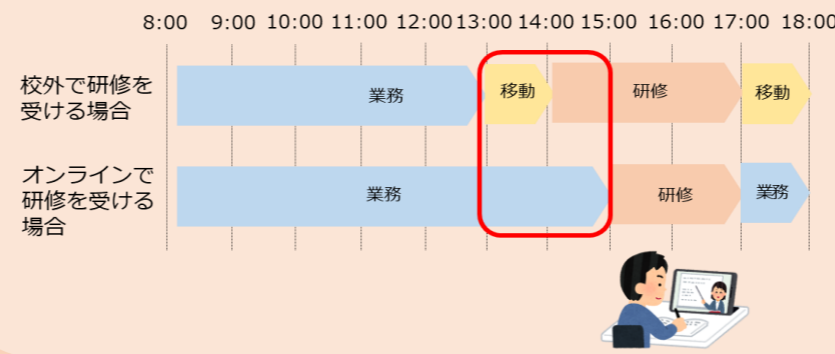 8:00 9:00 10:00 11:00 12:00 13:00 14:00 15:00 16:00 17:00 18:00
校外で研修を
受ける場合
業務 移動 研修 移動
オンラインで
研修を受ける
場合
業務 研修 業務